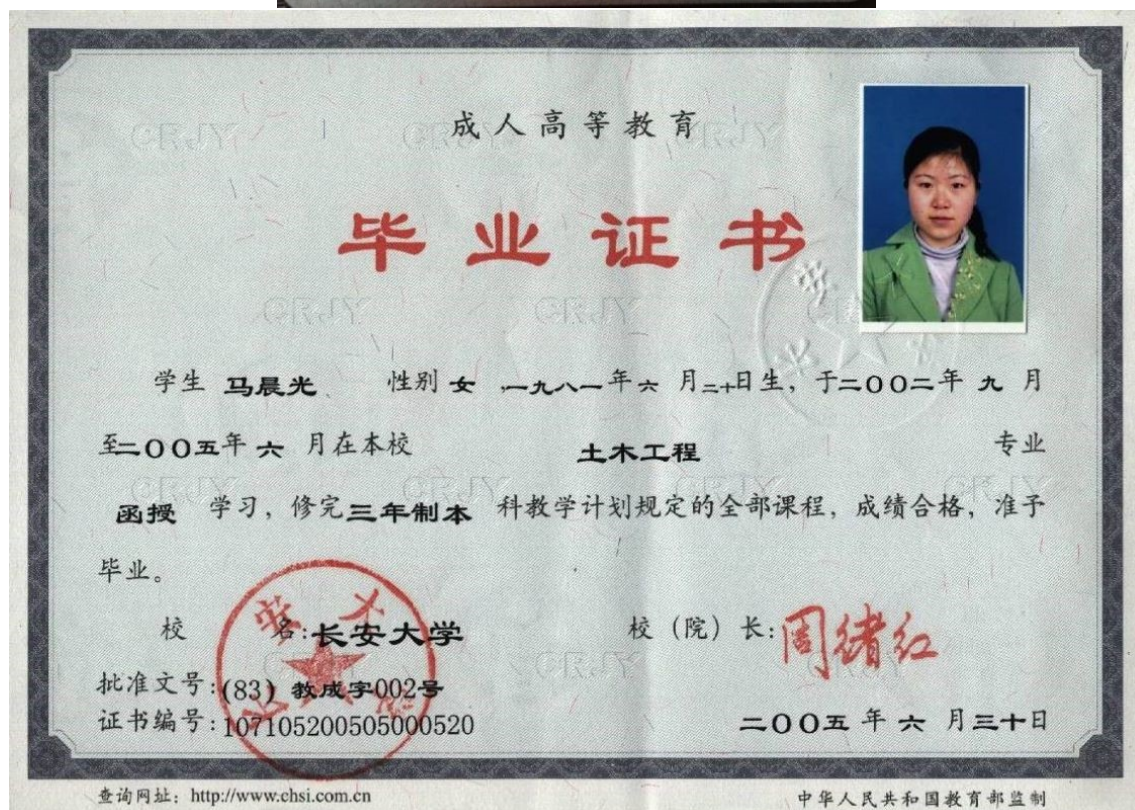 成人高等教育
毕业证书
学生 马晨光 性别 女 ,一九八一年 六 月二十日生，于二〇〇二年 九 月
至二〇〇五年 六 月在本校 土木工程 专业
函授 学习，修完三年制本 科教学计划规定的全部课程，成绩合格，准予
毕业。
校 名:长安大学 校（院）长:周绪红
批准文号:(83) 教成字002号
证书编号:107105200505000520 二〇〇五 年 六 月三十日
查询网址：http://www.chsi.com.cn 中华人民共和国教育部监制
CRJY